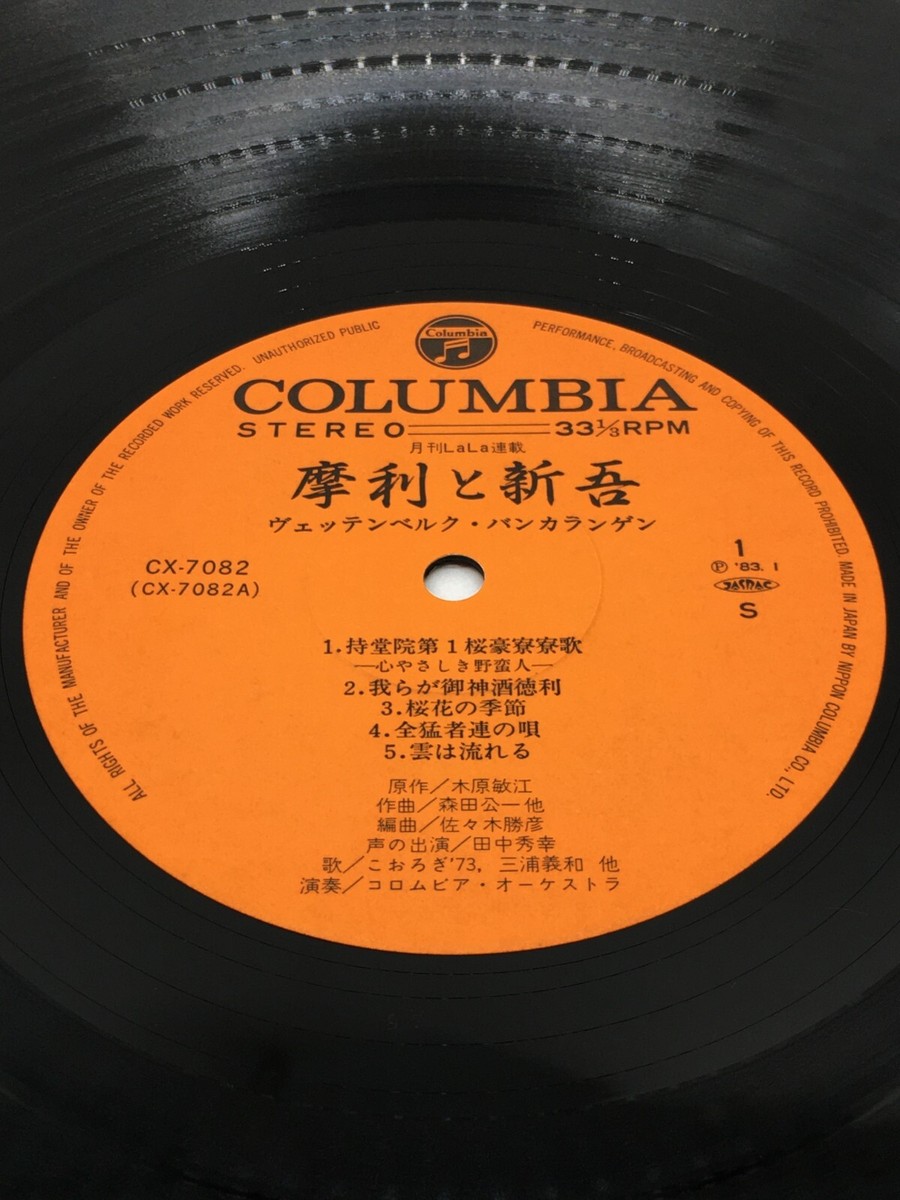 Columbia
COLUMBIA
STEREO 33 1/3 RPM
月刊LaLa連載
摩利と新吾
ヴェッテンベルク・バンカランゲン
CX-7082
(CX-7082A)
1
Ⓟ '83. 1
JASRAC
S
1.持堂院第1桜豪寮寮歌
―心やさしき野蛮人―
2.我らが御神酒徳利
3.桜花の季節
4.全猛者連の唄
5.雲は流れる
原作/木原敏江
作曲/森田公一他
編曲/佐々木勝彦
声の出演/田中秀幸
歌/こおろぎ'73, 三浦義和 他
演奏/コロムビア・オーケストラ
ALL RIGHTS OF THE MANUFACTURER AND OF THE OWNER OF THE RECORDED WORK RESERVED. UNAUTHORIZED PUBLIC PERFORMANCE, BROADCASTING AND COPYING OF THIS RECORD PROHIBITED. MADE IN JAPAN BY NIPPON COLUMBIA CO., LTD.